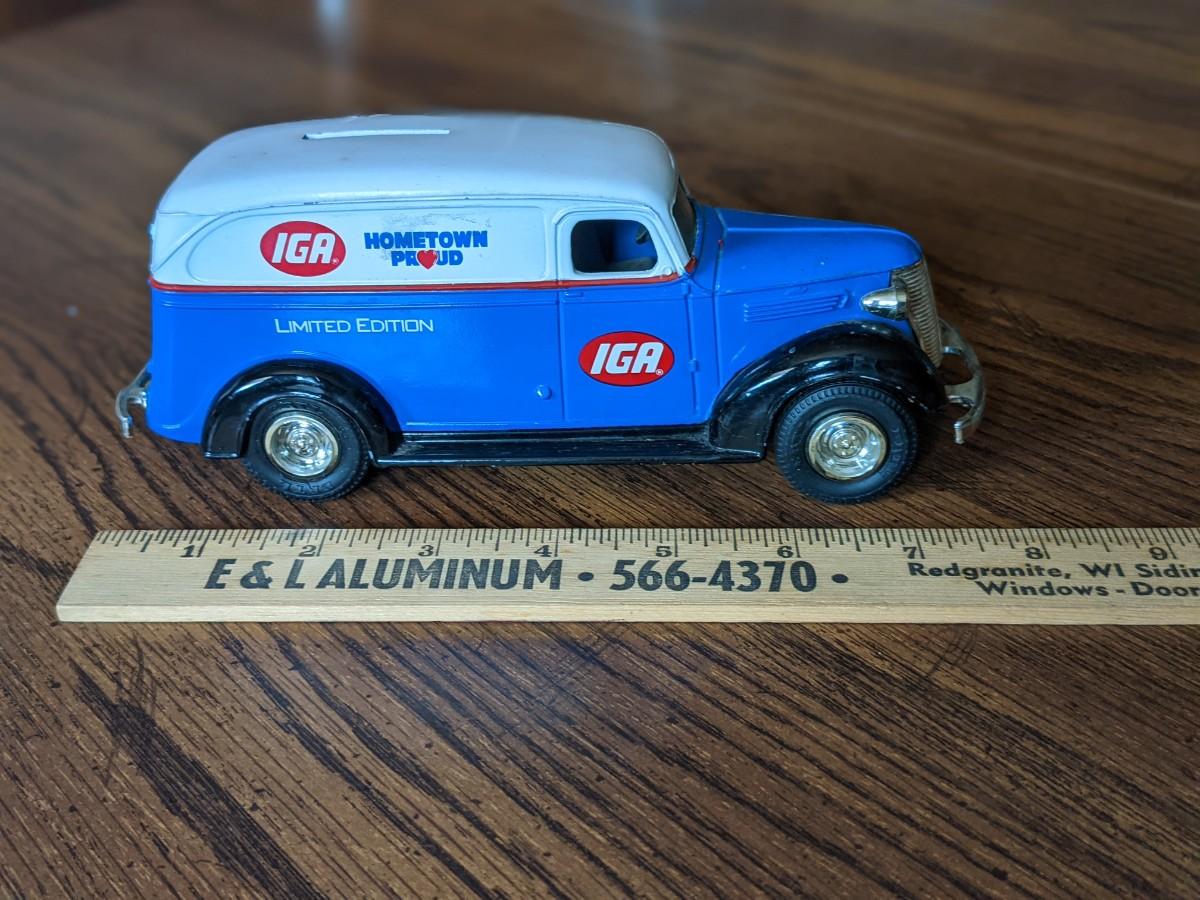 IGA®
HOMETOWN
PROUD
LIMITED EDITION
IGA®
1 2 3 4 5 6 7 8 9
E & L ALUMINUM • 566-4370 •
Redgranite, WI Sidin
Windows - Door